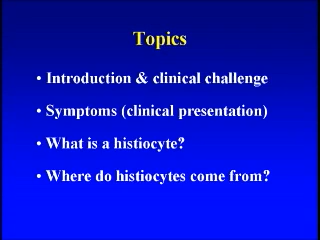 Topics
• Introduction & clinical challenge
• Symptoms (clinical presentation)
• What is a histiocyte?
• Where do histiocytes come from?